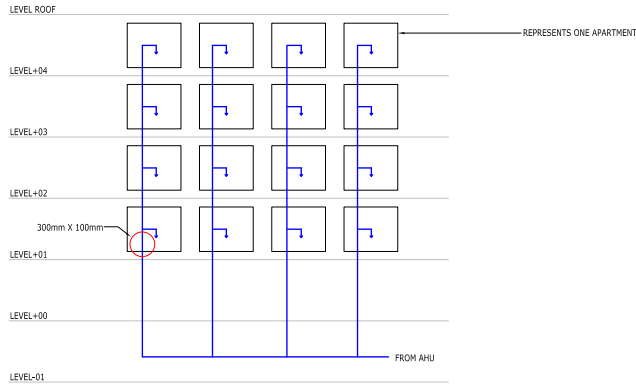 LEVEL ROOF
REPRESENTS ONE APARTMENT
LEVEL+04
LEVEL+03
LEVEL+02
300mm X 100mm
LEVEL+01
LEVEL+00
FROM AHU
LEVEL-01